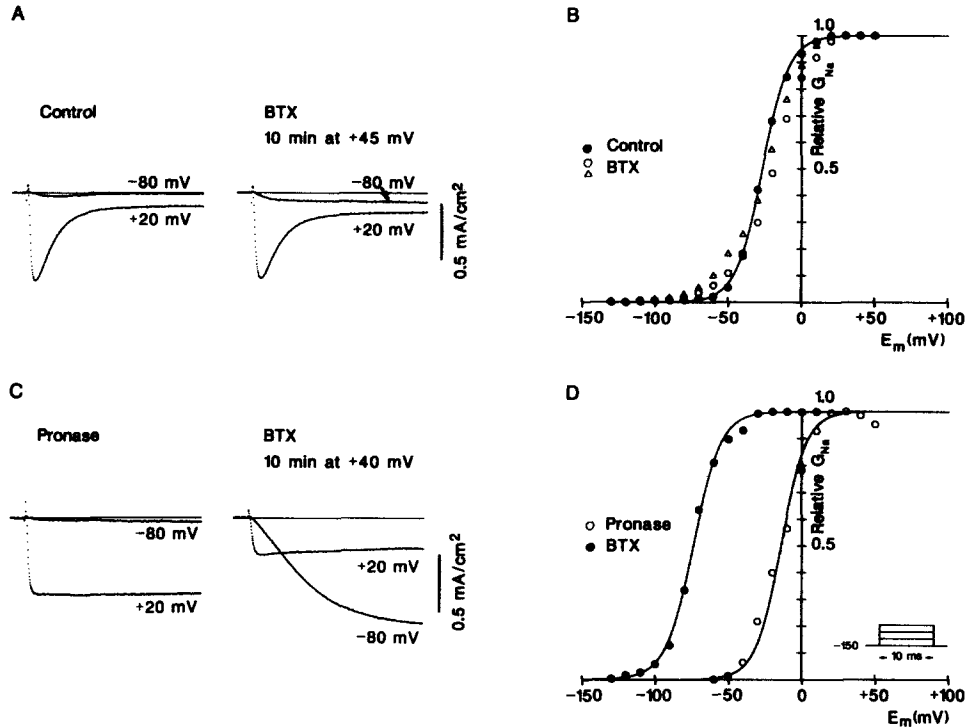 A
Control
−80 mV
+20 mV
BTX
10 min at +45 mV
−80 mV
+20 mV
0.5 mA/cm²
B
1.0
Relative G_Na
0.5
● Control
○ BTX
△
−150
−100
−50
0
+50
+100
E_m (mV)
C
Pronase
−80 mV
+20 mV
BTX
10 min at +40 mV
+20 mV
−80 mV
0.5 mA/cm²
D
1.0
Relative G_Na
0.5
○ Pronase
● BTX
−150
10 ms
−150
−100
−50
0
+50
+100
E_m (mV)